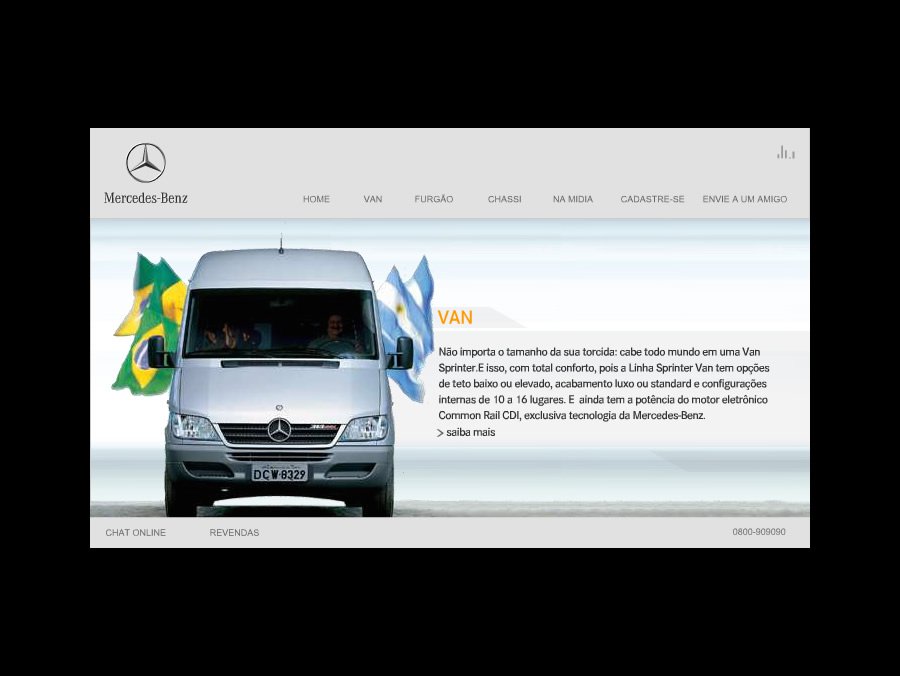 Mercedes-Benz
HOME VAN FURGÃO CHASSI NA MIDIA CADASTRE-SE ENVIE A UM AMIGO
VAN
Não importa o tamanho da sua torcida: cabe todo mundo em uma Van
Sprinter.E isso, com total conforto, pois a Linha Sprinter Van tem opções
de teto baixo ou elevado, acabamento luxo ou standard e configurações
internas de 10 a 16 lugares. E ainda tem a potência do motor eletrônico
Common Rail CDI, exclusiva tecnologia da Mercedes-Benz.
> saiba mais
DCW-8329
CHAT ONLINE REVENDAS 0800-909090